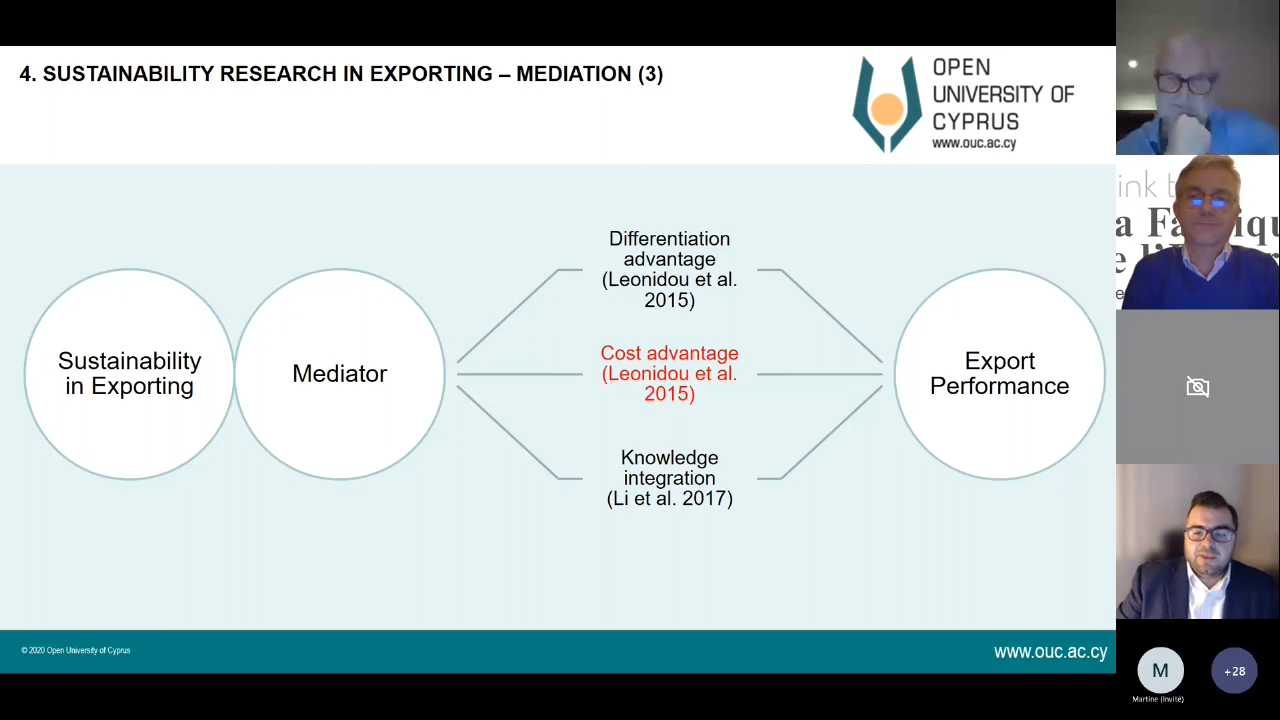 4. SUSTAINABILITY RESEARCH IN EXPORTING – MEDIATION (3)
OPEN
UNIVERSITY OF
CYPRUS
www.ouc.ac.cy
Sustainability
in Exporting
Mediator
Differentiation
advantage
(Leonidou et al.
2015)
Cost advantage
(Leonidou et al.
2015)
Knowledge
integration
(Li et al. 2017)
Export
Performance
© 2020 Open University of Cyprus
www.ouc.ac.cy
M
Martine (Invité)
+28